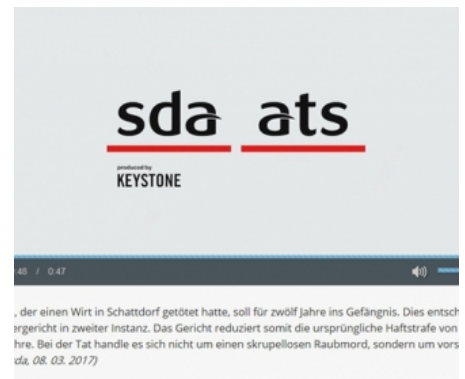 sda ats
produced by
KEYSTONE
:48 / 0:47
, der einen Wirt in Schattdorf getötet hatte, soll für zwölf Jahre ins Gefängnis. Dies entsch
ergericht in zweiter Instanz. Das Gericht reduziert somit die ursprüngliche Haftstrafe von
hre. Bei der Tat handle es sich nicht um einen skrupellosen Raubmord, sondern um vors
da, 08. 03. 2017)